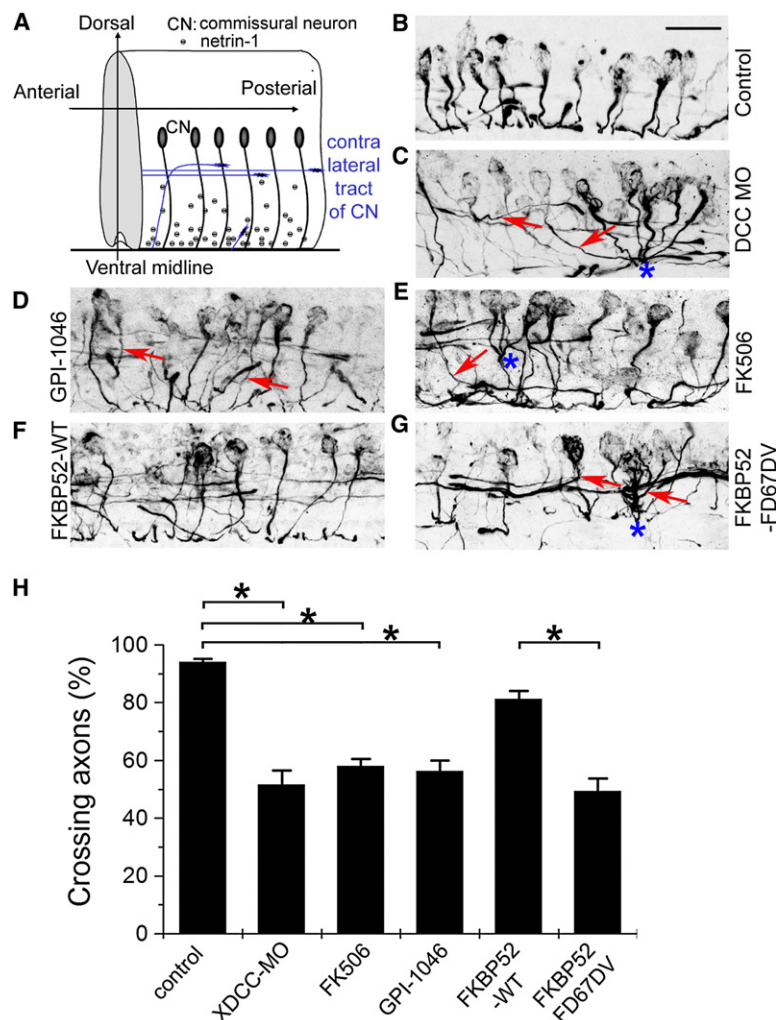 A
Dorsal
CN: commissural neuron
netrin-1
Anterial
Posterial
CN
contra
lateral
tract
of CN
Ventral midline
B
Control
C
DCC MO
*
D
GPI-1046
E
FK506
*
F
FKBP52-WT
G
FKBP52
-FD67DV
*
H
*
*
*
*
Crossing axons (%)
100
80
60
40
20
0
control
XDCC-MO
FK506
GPI-1046
FKBP52
-WT
FKBP52
FD67DV